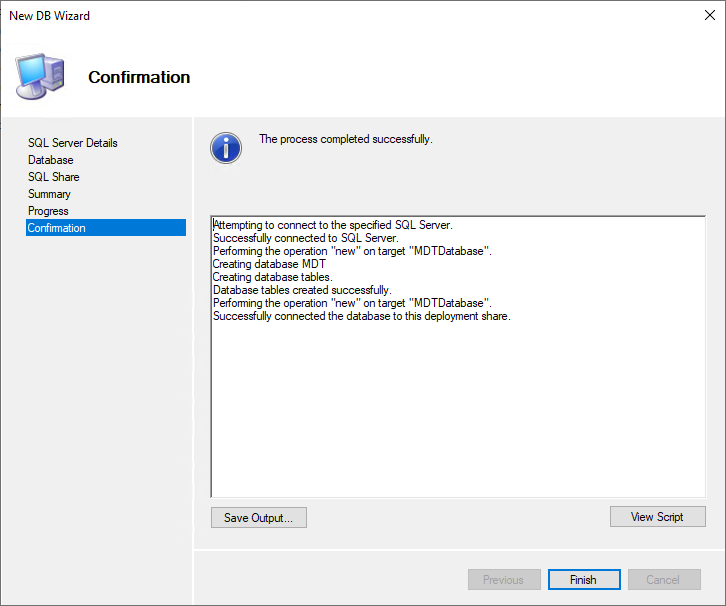 New DB Wizard
Confirmation
SQL Server Details
Database
SQL Share
Summary
Progress
Confirmation
The process completed successfully.
Attempting to connect to the specified SQL Server.
Successfully connected to SQL Server.
Performing the operation "new" on target "MDTDatabase".
Creating database MDT
Creating database tables.
Database tables created successfully.
Performing the operation "new" on target "MDTDatabase".
Successfully connected the database to this deployment share.
Save Output...
View Script
Previous
Finish
Cancel